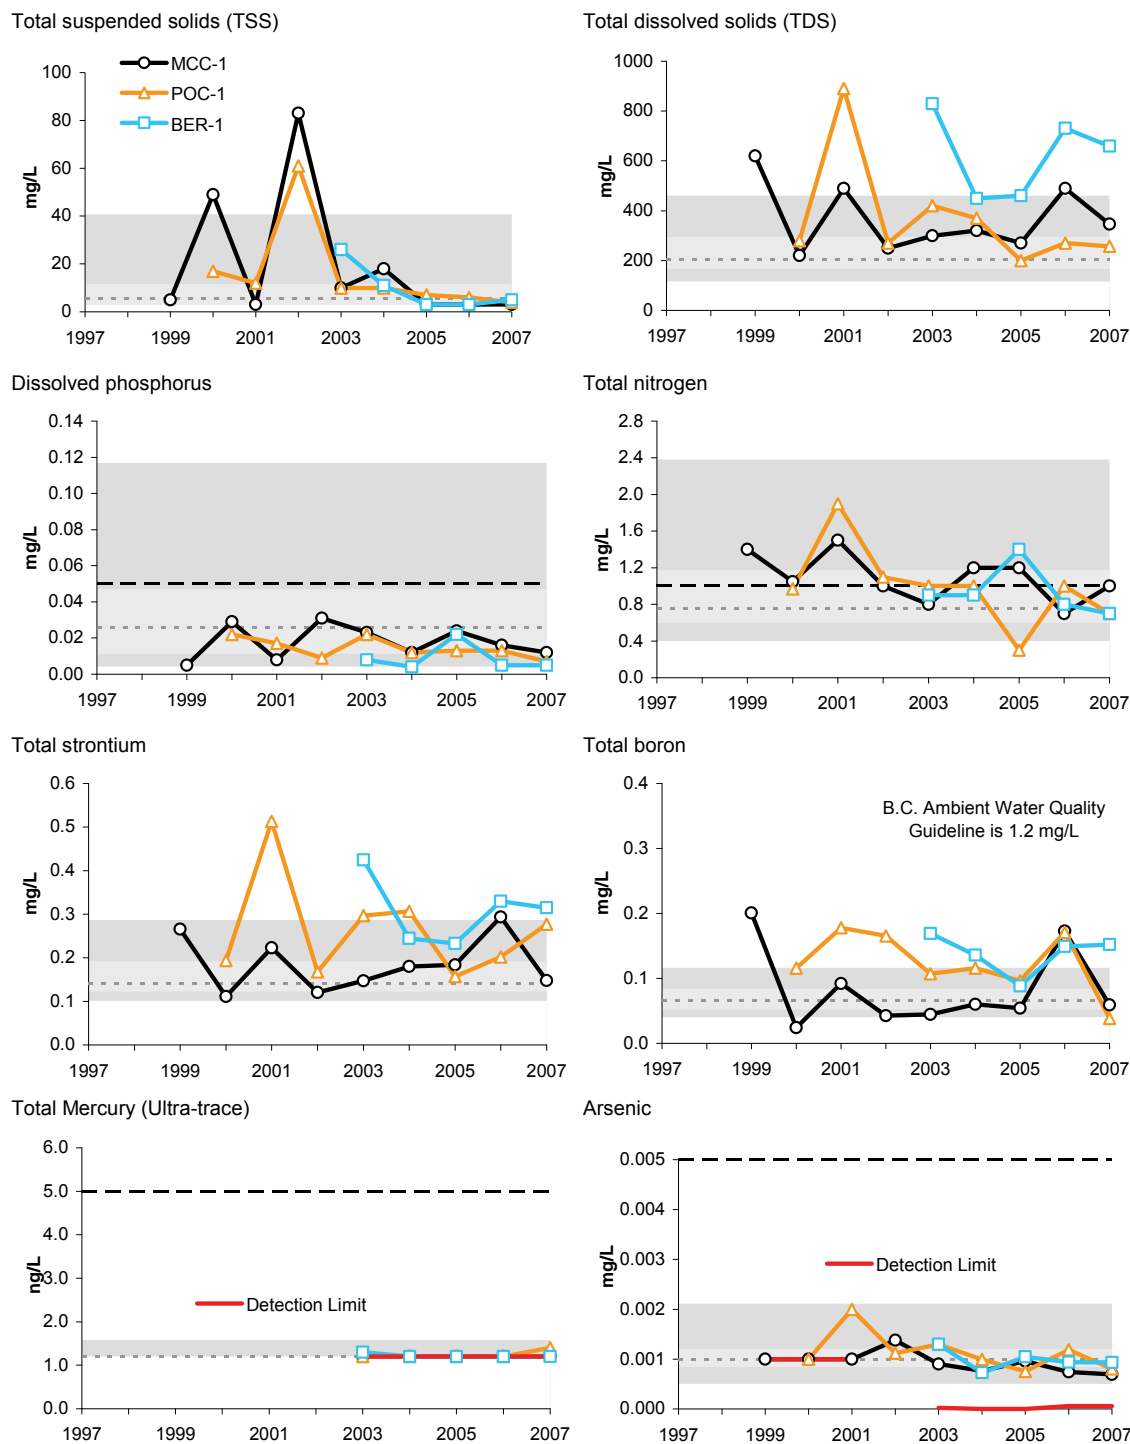 Total suspended solids (TSS)
MCC-1
POC-1
BER-1
100
80
60
40
20
0
mg/L
1997 1999 2001 2003 2005 2007
Total dissolved solids (TDS)
1000
800
600
400
200
0
mg/L
1997 1999 2001 2003 2005 2007
Dissolved phosphorus
0.14
0.12
0.10
0.08
0.06
0.04
0.02
0.00
mg/L
1997 1999 2001 2003 2005 2007
Total nitrogen
2.8
2.4
2.0
1.6
1.2
0.8
0.4
0.0
mg/L
1997 1999 2001 2003 2005 2007
Total strontium
0.6
0.5
0.4
0.3
0.2
0.1
0.0
mg/L
1997 1999 2001 2003 2005 2007
Total boron
B.C. Ambient Water Quality
Guideline is 1.2 mg/L
0.4
0.3
0.2
0.1
0.0
mg/L
1997 1999 2001 2003 2005 2007
Total Mercury (Ultra-trace)
6.0
5.0
4.0
3.0
2.0
1.0
0.0
ng/L
Detection Limit
1997 1999 2001 2003 2005 2007
Arsenic
0.005
0.004
0.003
0.002
0.001
0.000
mg/L
Detection Limit
1997 1999 2001 2003 2005 2007